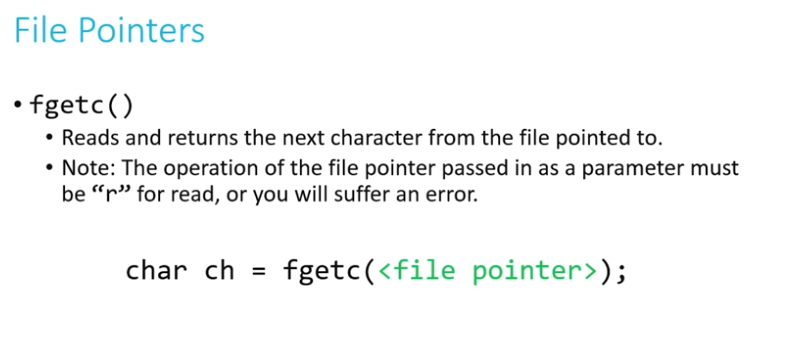 File Pointers
• fgetc()
• Reads and returns the next character from the file pointed to.
• Note: The operation of the file pointer passed in as a parameter must
be “r” for read, or you will suffer an error.
char ch = fgetc(<file pointer>);